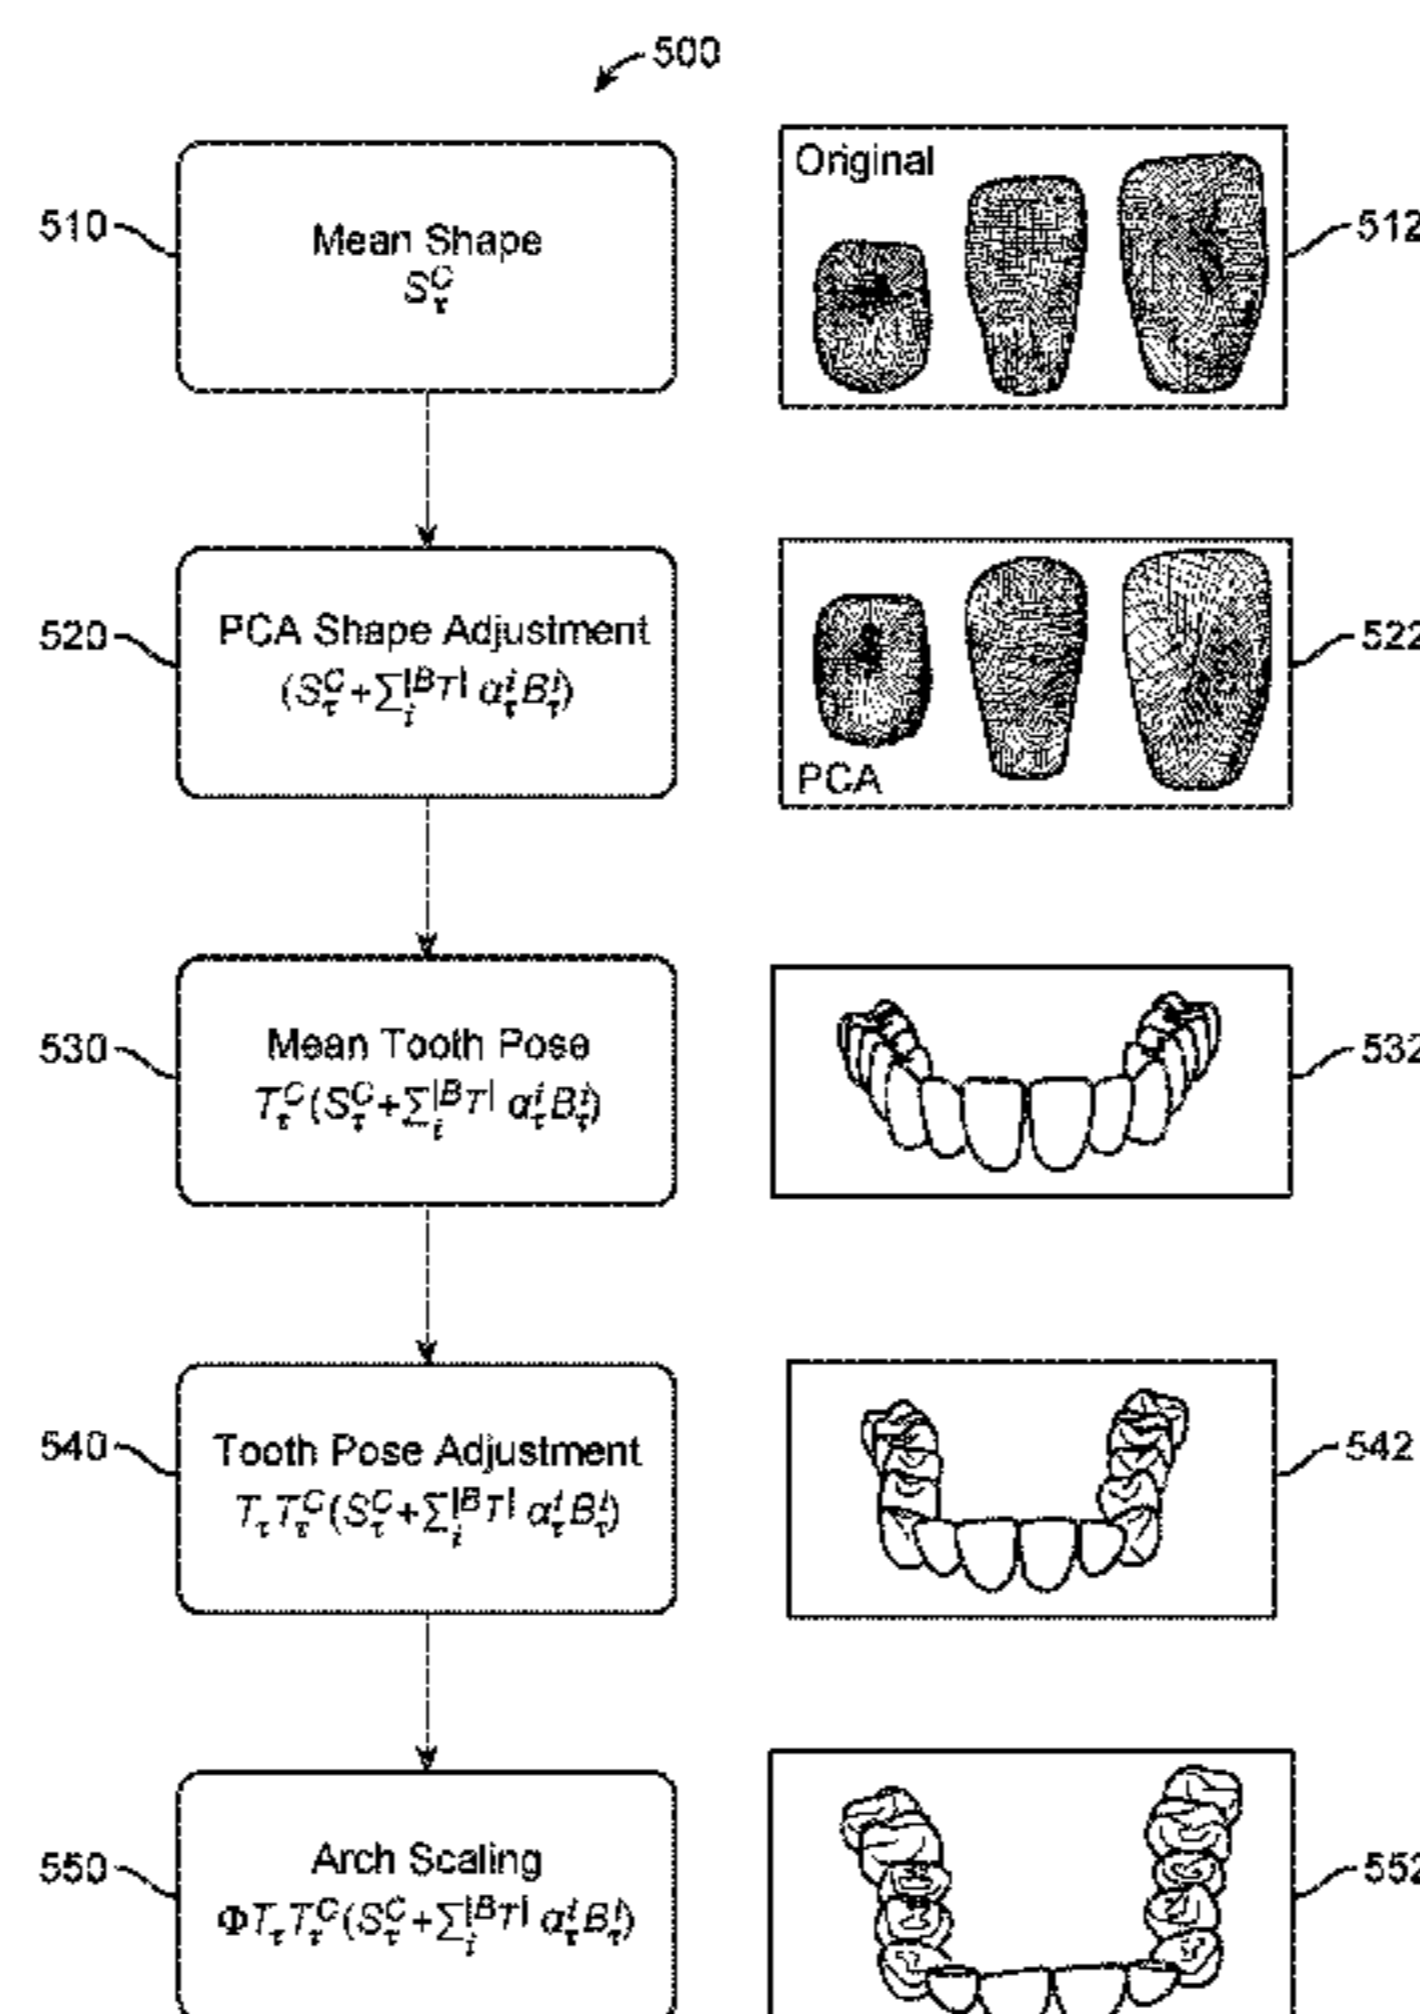 500
Original
510
Mean Shape
S_τ^C
512
520
PCA Shape Adjustment
(S_τ^C+∑_i^|B_T| α_τ^i B_τ^i)
522
PCA
530
Mean Tooth Pose
T_τ^C(S_τ^C+∑_i^|B_T| α_τ^i B_τ^i)
532
540
Tooth Pose Adjustment
T_τ T_τ^C(S_τ^C+∑_i^|B_T| α_τ^i B_τ^i)
542
550
Arch Scaling
ΦT_τ T_τ^C(S_τ^C+∑_i^|B_T| α_τ^i B_τ^i)
552